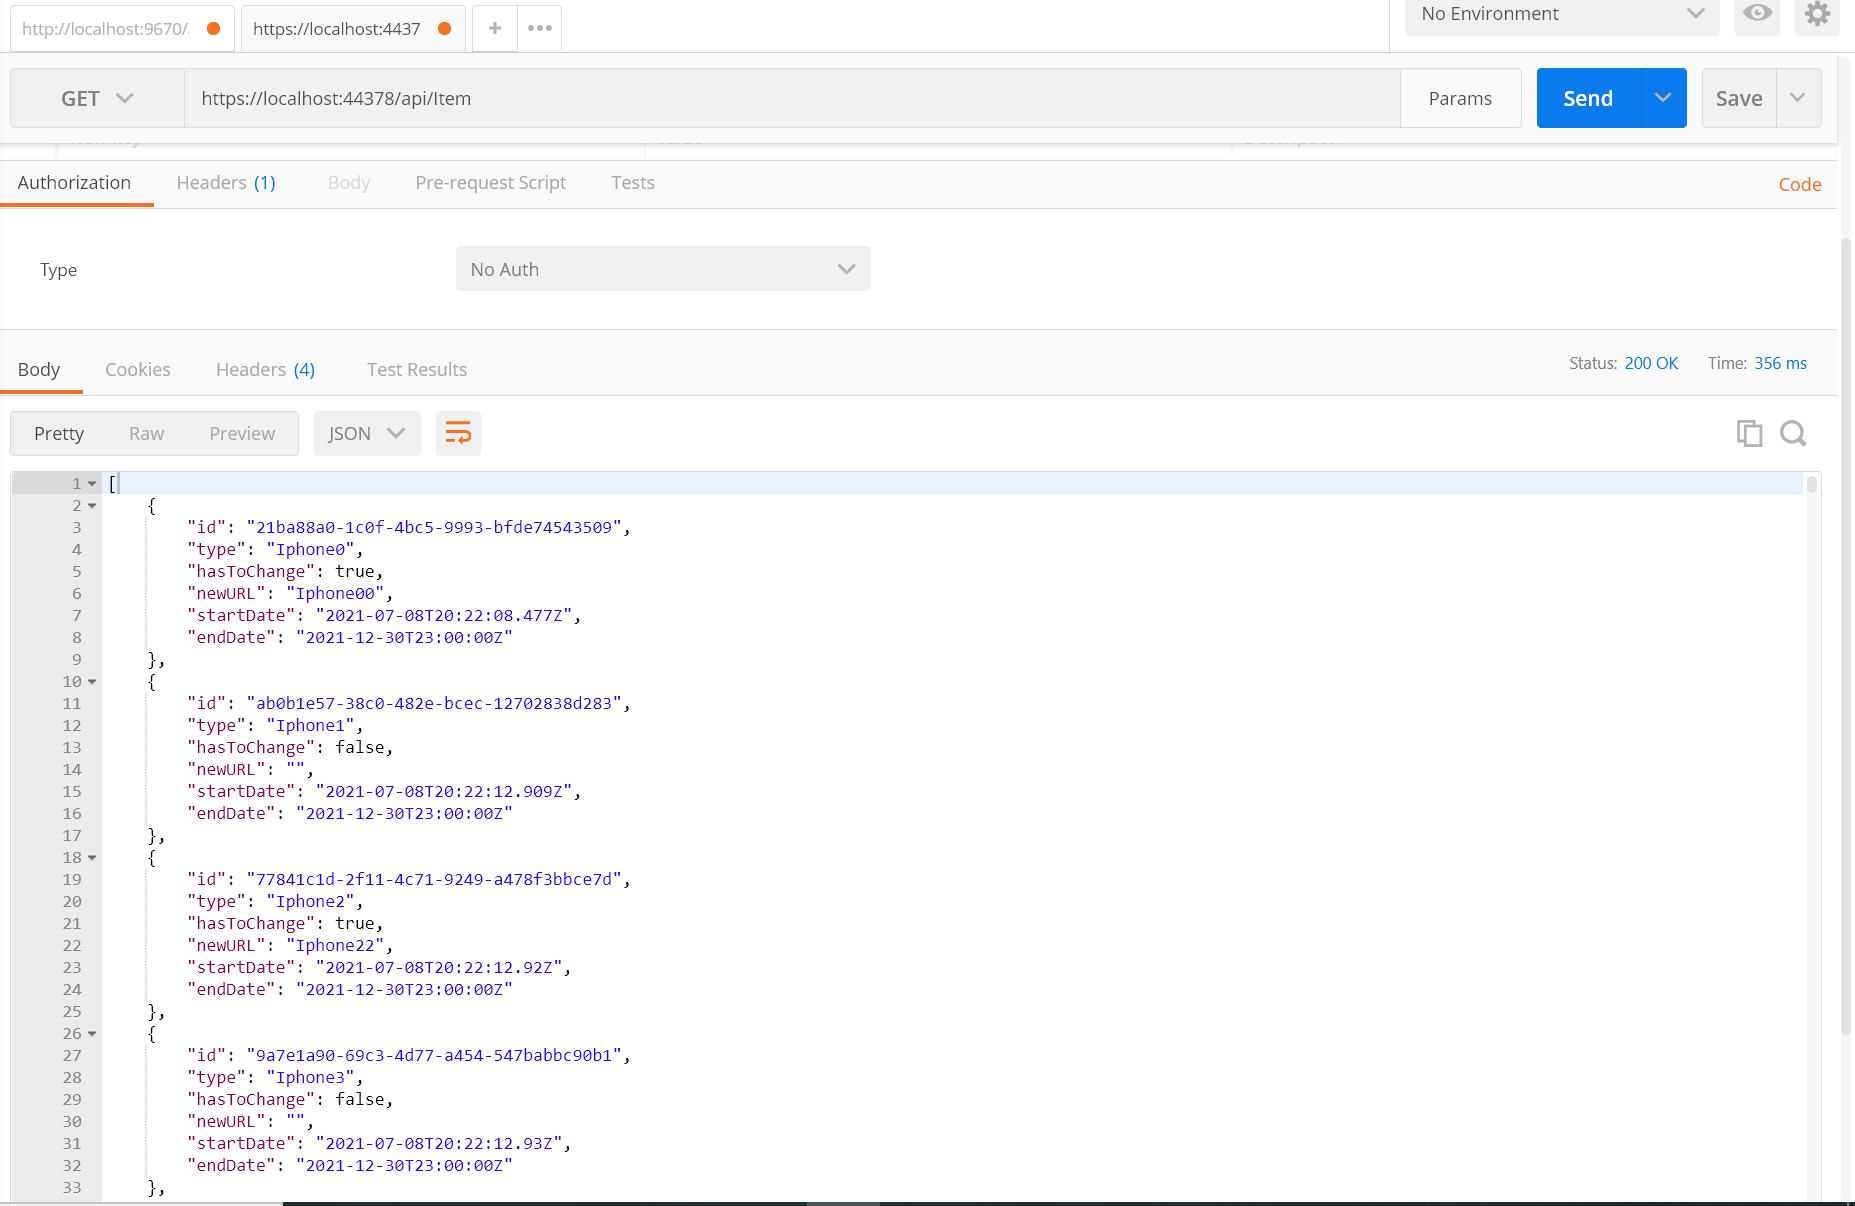 http://localhost:9670/
https://localhost:4437
No Environment
GET
https://localhost:44378/api/Item
Params
Send
Save
Authorization
Headers (1)
Body
Pre-request Script
Tests
Code
Type
No Auth
Body
Cookies
Headers (4)
Test Results
Status: 200 OK
Time: 356 ms
Pretty
Raw
Preview
JSON
1 [
2 {
3 "id": "21ba88a0-1c0f-4bc5-9993-bfde74543509",
4 "type": "Iphone0",
5 "hasToChange": true,
6 "newURL": "Iphone00",
7 "startDate": "2021-07-08T20:22:08.477Z",
8 "endDate": "2021-12-30T23:00:00Z"
9 },
10 {
11 "id": "ab0b1e57-38c0-482e-bcec-12702838d283",
12 "type": "Iphone1",
13 "hasToChange": false,
14 "newURL": "",
15 "startDate": "2021-07-08T20:22:12.909Z",
16 "endDate": "2021-12-30T23:00:00Z"
17 },
18 {
19 "id": "77841c1d-2f11-4c71-9249-a478f3bbce7d",
20 "type": "Iphone2",
21 "hasToChange": true,
22 "newURL": "Iphone22",
23 "startDate": "2021-07-08T20:22:12.92Z",
24 "endDate": "2021-12-30T23:00:00Z"
25 },
26 {
27 "id": "9a7e1a90-69c3-4d77-a454-547babbc90b1",
28 "type": "Iphone3",
29 "hasToChange": false,
30 "newURL": "",
31 "startDate": "2021-07-08T20:22:12.93Z",
32 "endDate": "2021-12-30T23:00:00Z"
33 },